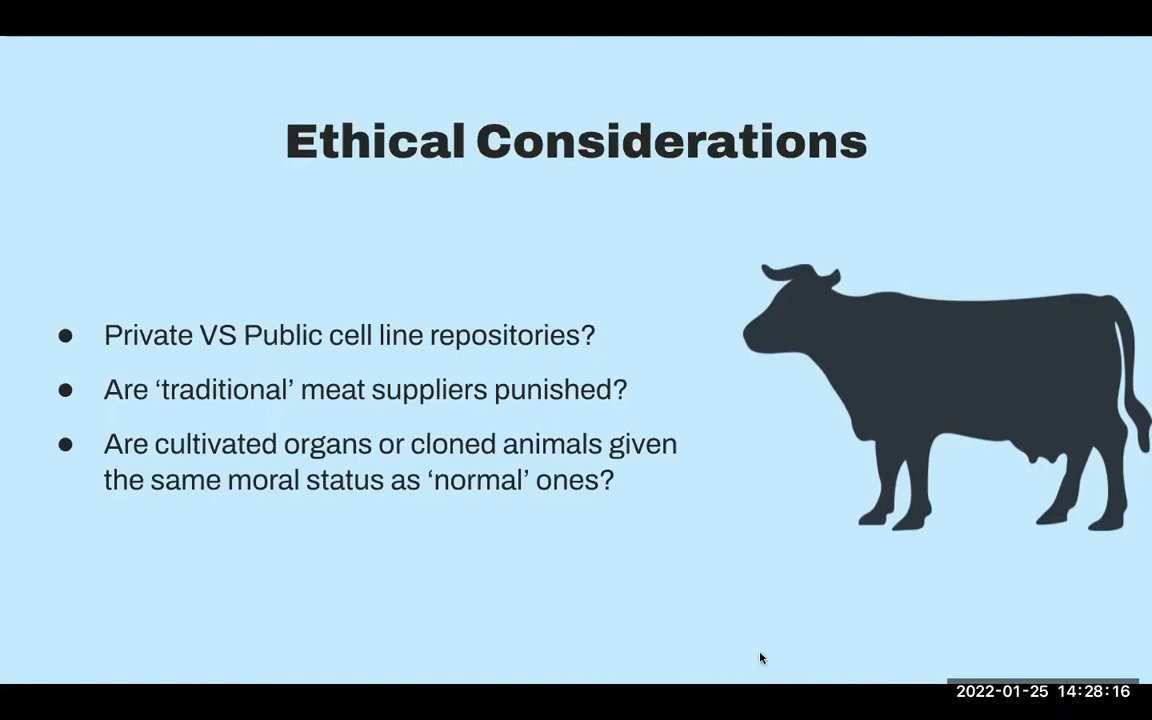 Ethical Considerations
● Private VS Public cell line repositories?
● Are ‘traditional’ meat suppliers punished?
● Are cultivated organs or cloned animals given
the same moral status as ‘normal’ ones?
2022-01-25 14:28:16